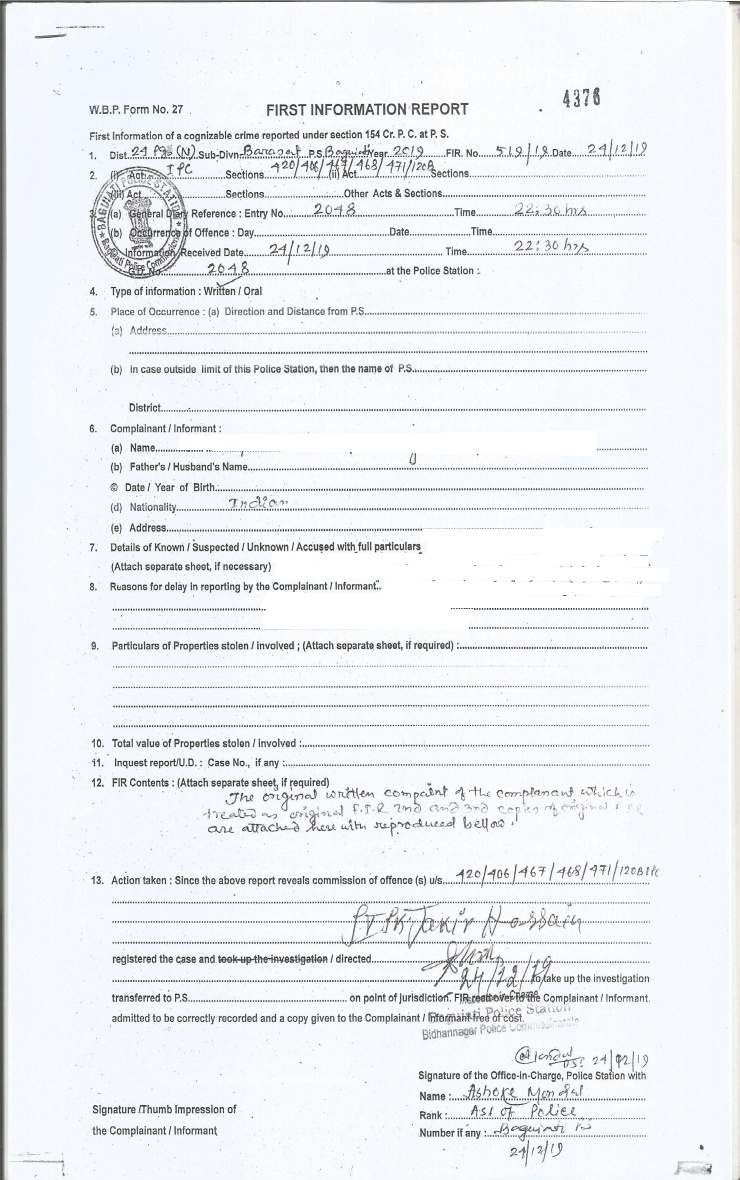 4376
W.B.P. Form No. 27 FIRST INFORMATION REPORT
First Information of a cognizable crime reported under section 154 Cr. P. C. at P. S.
1. Dist. 24 PGS (N) Sub-Divn. Barasat P.S. Baguiati Year 2019 FIR. No. 519/19 Date 24/12/19
2. (i) Act IPC Sections 420/406/467/468/471/120B (ii) Act Sections
(iii) Act Sections Other Acts & Sections
3. (a) General Diary Reference : Entry No. 2048 Time 22:30 hrs
(b) Occurrence of Offence : Day Date Time
Information Received Date 24/12/19 Time 22:30 hrs
G.D. No. 2048 at the Police Station :
BAGUIATI POLICE STATION
4. Type of information : Written / Oral
5. Place of Occurrence : (a) Direction and Distance from P.S.
(a) Address
(b) In case outside limit of this Police Station, then the name of P.S.
District
6. Complainant / Informant :
(a) Name
(b) Father's / Husband's Name
© Date / Year of Birth
(d) Nationality Indian
(e) Address
7. Details of Known / Suspected / Unknown / Accused with full particulars
(Attach separate sheet, if necessary)
8. Reasons for delay in reporting by the Complainant / Informant
9. Particulars of Properties stolen / involved ; (Attach separate sheet, if required) :
10. Total value of Properties stolen / involved :
11. Inquest report/U.D. : Case No., if any :
12. FIR Contents : (Attach separate sheet, if required)
The original written compaint of the complanant which is
treated as original F.I.R 2nd and 3rd copies of original FIR
are attached here with reproduced bellow.
13. Action taken : Since the above report reveals commission of offence (s) u/s. 420/406/467/468/471/120B IPC
Sk. Jakir Hossain
registered the case and took up the investigation / directed
24/12/19 to take up the investigation
transferred to P.S. on point of jurisdiction. FIR read over to the Complainant / Informant.
admitted to be correctly recorded and a copy given to the Complainant / Informant free of cost.
Baguiati Police Station
Bidhannagar Police Commissionerate
24/12/19
Signature of the Office-in-Charge, Police Station with
Name : Ashoke Mondal
Signature /Thumb Impression of
Rank : ASI of Police
the Complainant / Informant
Number if any : Baguiati PS
24/12/19